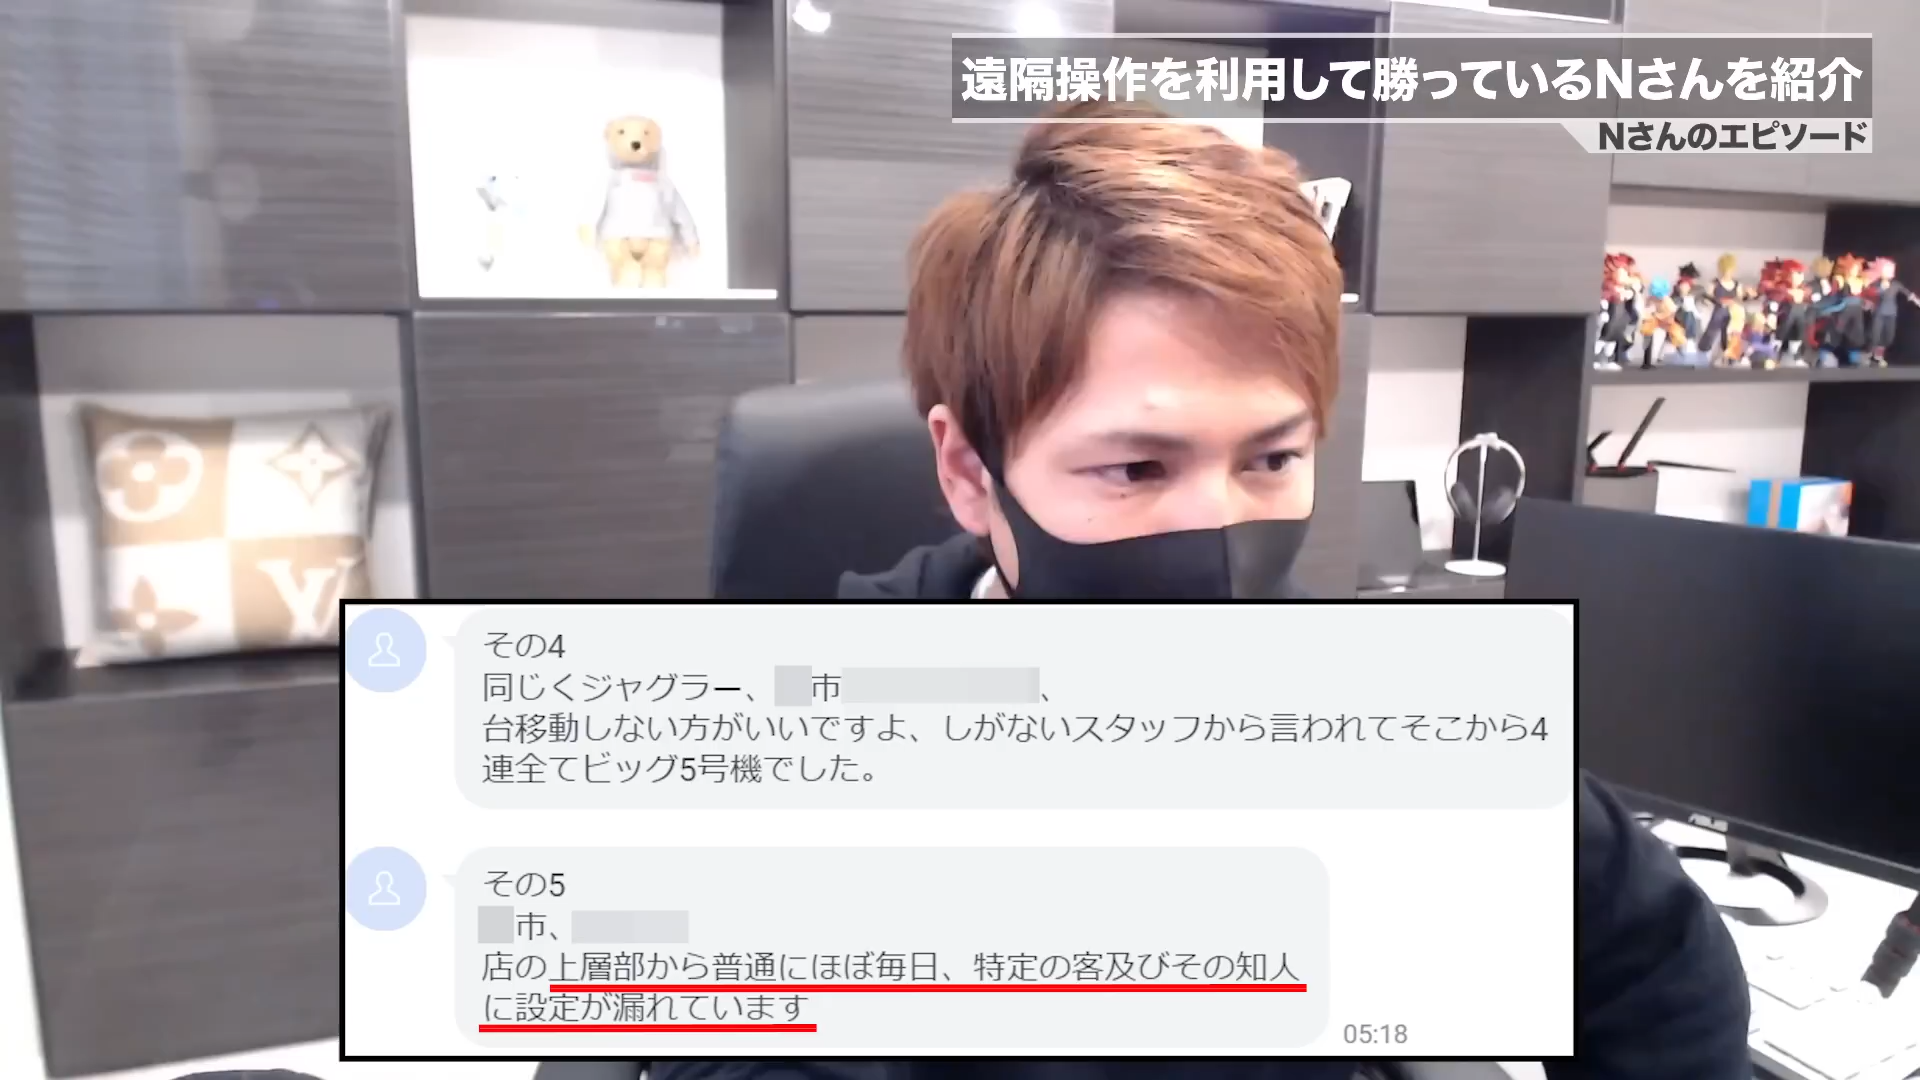 遠隔操作を利用して勝っているNさんを紹介
Nさんのエピソード
その4
同じくジャグラー、市、
台移動しない方がいいですよ、しがないスタッフから言われてそこから4
連全てビッグ5号機でした。
その5
市、
店の上層部から普通にほぼ毎日、特定の客及びその知人
に設定が漏れています
05:18
LV
ASUS